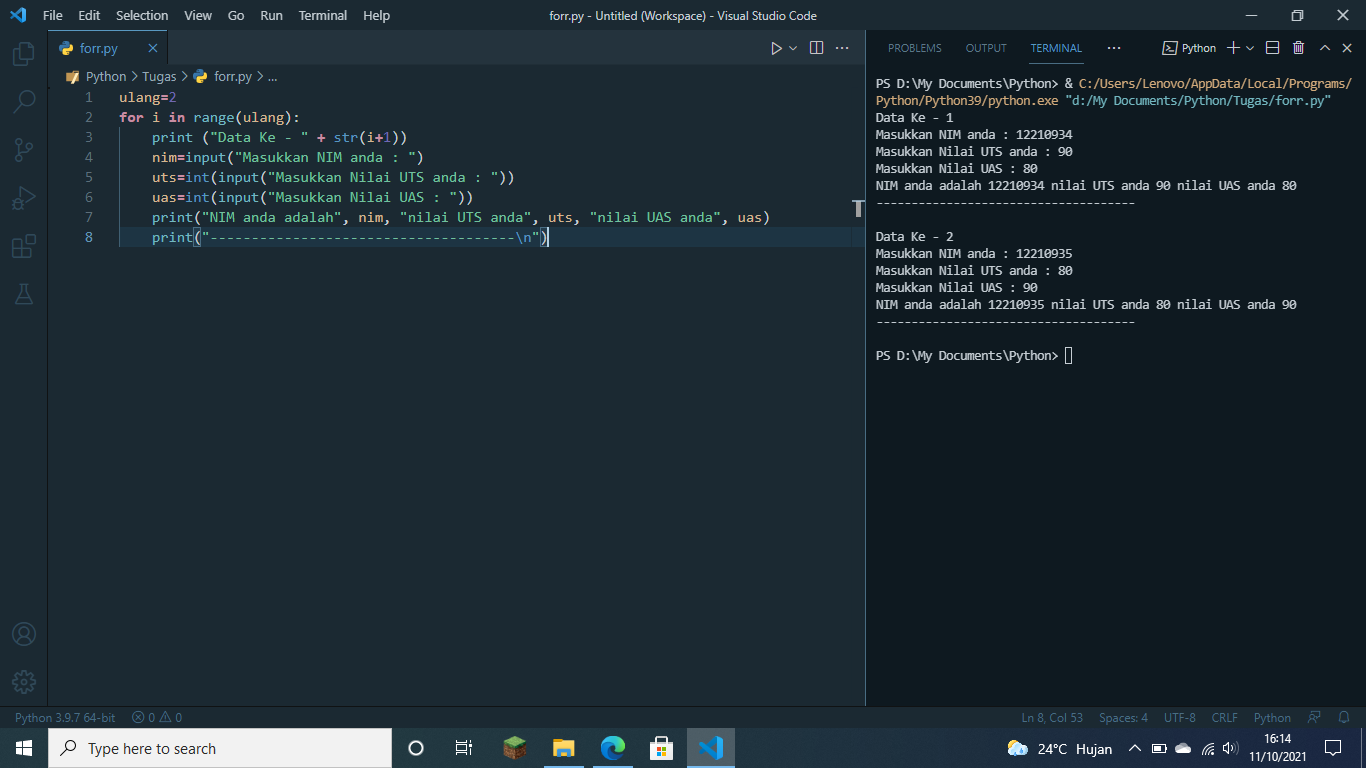 File Edit Selection View Go Run Terminal Help
forr.py - Untitled (Workspace) - Visual Studio Code
forr.py
Python > Tugas > forr.py > ...
1 ulang=2
2 for i in range(ulang):
3 print ("Data Ke - " + str(i+1))
4 nim=input("Masukkan NIM anda : ")
5 uts=int(input("Masukkan Nilai UTS anda : "))
6 uas=int(input("Masukkan Nilai UAS : "))
7 print("NIM anda adalah", nim, "nilai UTS anda", uts, "nilai UAS anda", uas)
8 print("-------------------------------------\n")
PROBLEMS OUTPUT TERMINAL ... Python
PS D:\My Documents\Python> & C:/Users/Lenovo/AppData/Local/Programs/
Python/Python39/python.exe "d:/My Documents/Python/Tugas/forr.py"
Data Ke - 1
Masukkan NIM anda : 12210934
Masukkan Nilai UTS anda : 90
Masukkan Nilai UAS : 80
NIM anda adalah 12210934 nilai UTS anda 90 nilai UAS anda 80
-------------------------------------
Data Ke - 2
Masukkan NIM anda : 12210935
Masukkan Nilai UTS anda : 80
Masukkan Nilai UAS : 90
NIM anda adalah 12210935 nilai UTS anda 80 nilai UAS anda 90
-------------------------------------
PS D:\My Documents\Python>
Python 3.9.7 64-bit 0 0
Ln 8, Col 53 Spaces: 4 UTF-8 CRLF Python
Type here to search
24°C Hujan
16:14
11/10/2021